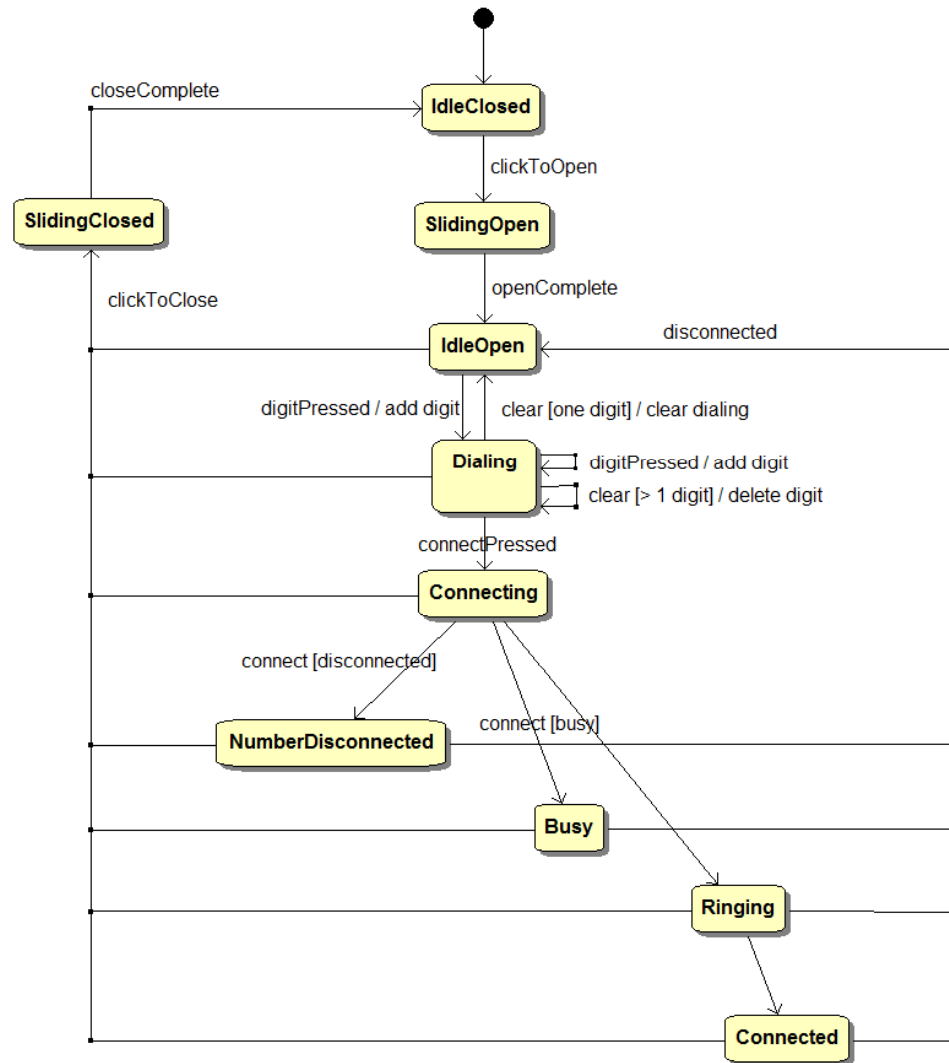 closeComplete
IdleClosed
clickToOpen
SlidingClosed
SlidingOpen
clickToClose
openComplete
IdleOpen
disconnected
digitPressed / add digit
clear [one digit] / clear dialing
Dialing
digitPressed / add digit
clear [> 1 digit] / delete digit
connectPressed
Connecting
connect [disconnected]
connect [busy]
NumberDisconnected
Busy
Ringing
Connected